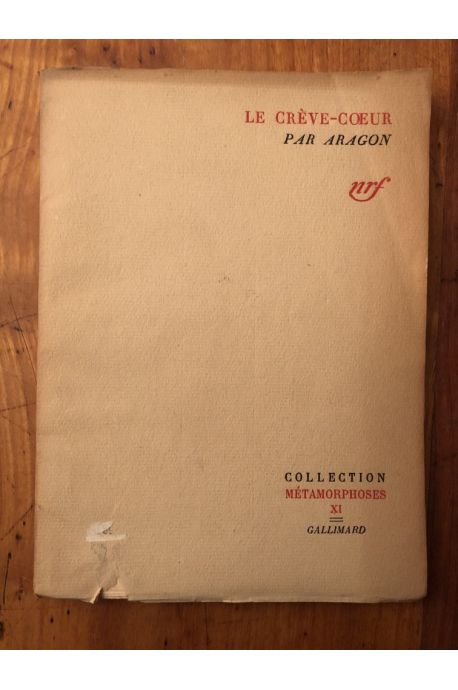 LE CRÈVE-CŒUR
PAR ARAGON
nrf
COLLECTION
MÉTAMORPHOSES
XI
GALLIMARD